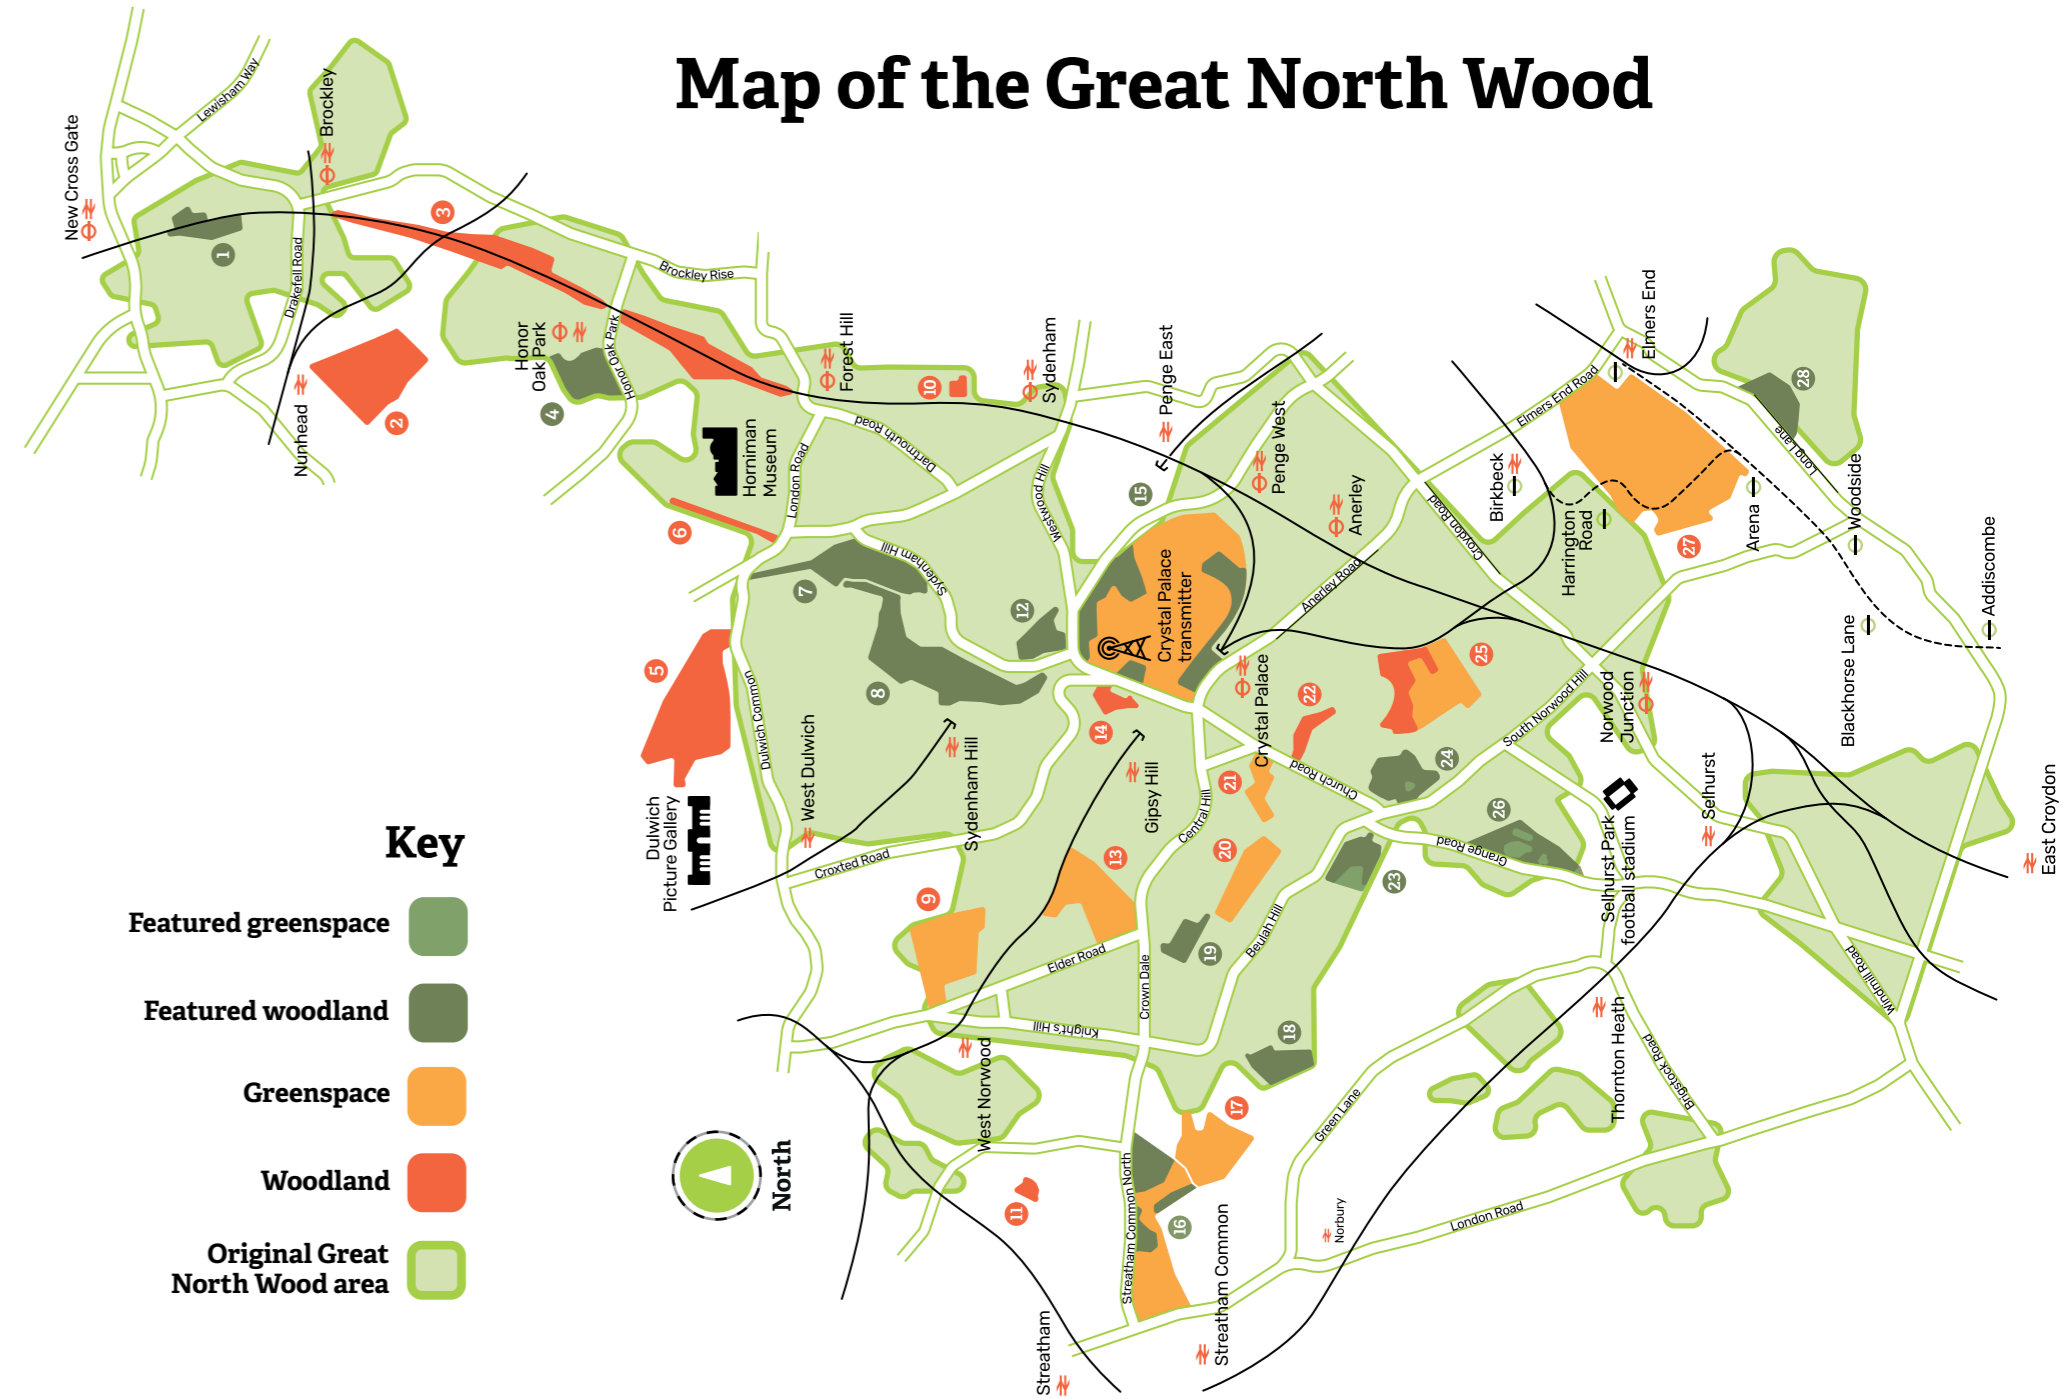 Map of the Great North Wood
New Cross Gate
Lewisham Way
Brockley
Drakefell Road
Nunhead
1
2
3
Brockley Rise
Honor
Oak Park
Honor Oak Park
4
Forest Hill
10
Sydenham
Horniman
Museum
London Road
Dartmouth Road
Westwood Hill
6
Penge East
15
Penge West
Anerley
Anerley Road
Croydon Road
Elmers End Road
Elmers End
Birkbeck
Harrington
Road
27
Arena
Long Lane
28
Woodside
Addiscombe
Blackhorse Lane
7
Sydenham Hill
12
8
5
Dulwich Common
Crystal Palace
transmitter
Crystal Palace
14
22
25
South Norwood Hill
Norwood
Junction
Selhurst
East Croydon
West Dulwich
Sydenham Hill
Gipsy Hill
Dulwich
Picture Gallery
Croxted Road
21
Church Road
24
Central Hill
26
Grange Road
Selhurst Park
football stadium
9
13
20
23
19
Beulah Hill
Elder Road
Crown Dale
Knight's Hill
18
Windmill Road
Thornton Heath
Brigstock Road
West Norwood
17
Green Lane
11
Streatham Common North
16
Norbury
London Road
Streatham Common
Streatham
North
Key
Featured greenspace
Featured woodland
Greenspace
Woodland
Original Great
North Wood area